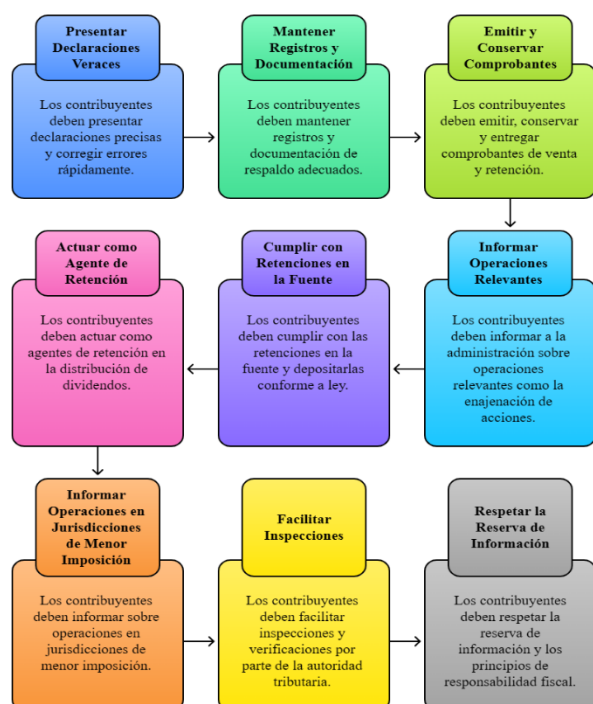 Presentar
Declaraciones
Veraces
Los contribuyentes
deben presentar
declaraciones precisas
y corregir errores
rápidamente.
Mantener
Registros y
Documentación
Los contribuyentes
deben mantener
registros y
documentación de
respaldo adecuados.
Emitir y
Conservar
Comprobantes
Los contribuyentes
deben emitir, conservar
y entregar
comprobantes de venta
y retención.
Informar
Operaciones
Relevantes
Los contribuyentes
deben informar a la
administración sobre
operaciones
relevantes como la
enajenación de
acciones.
Cumplir con
Retenciones en
la Fuente
Los contribuyentes
deben cumplir con las
retenciones en la
fuente y depositarlas
conforme a ley.
Actuar como
Agente de
Retención
Los contribuyentes
deben actuar como
agentes de retención en
la distribución de
dividendos.
Informar
Operaciones en
Jurisdicciones
de Menor
Imposición
Los contribuyentes
deben informar sobre
operaciones en
jurisdicciones de
menor imposición.
Facilitar
Inspecciones
Los contribuyentes
deben facilitar
inspecciones y
verificaciones por
parte de la autoridad
tributaria.
Respetar la
Reserva de
Información
Los contribuyentes
deben respetar la
reserva de
información y los
principios de
responsabilidad fiscal.